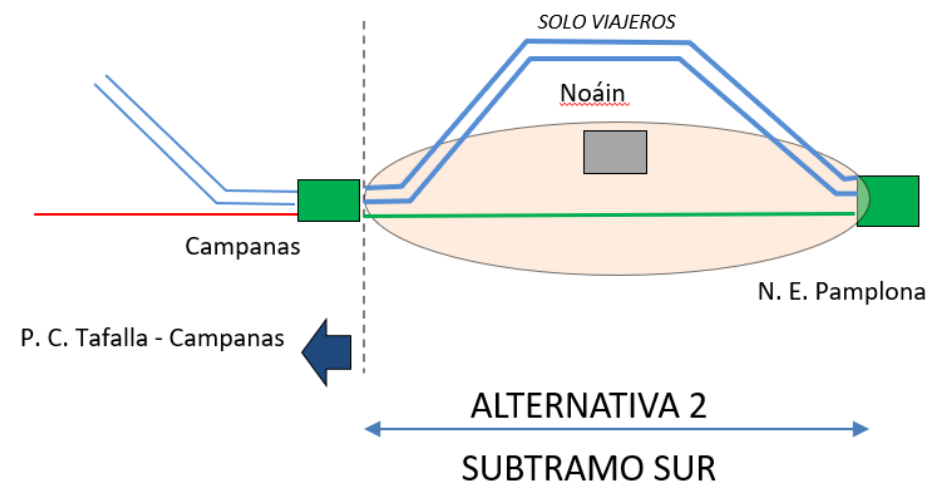 SOLO VIAJEROS
Noáin
Campanas
N. E. Pamplona
P. C. Tafalla - Campanas
ALTERNATIVA 2
SUBTRAMO SUR